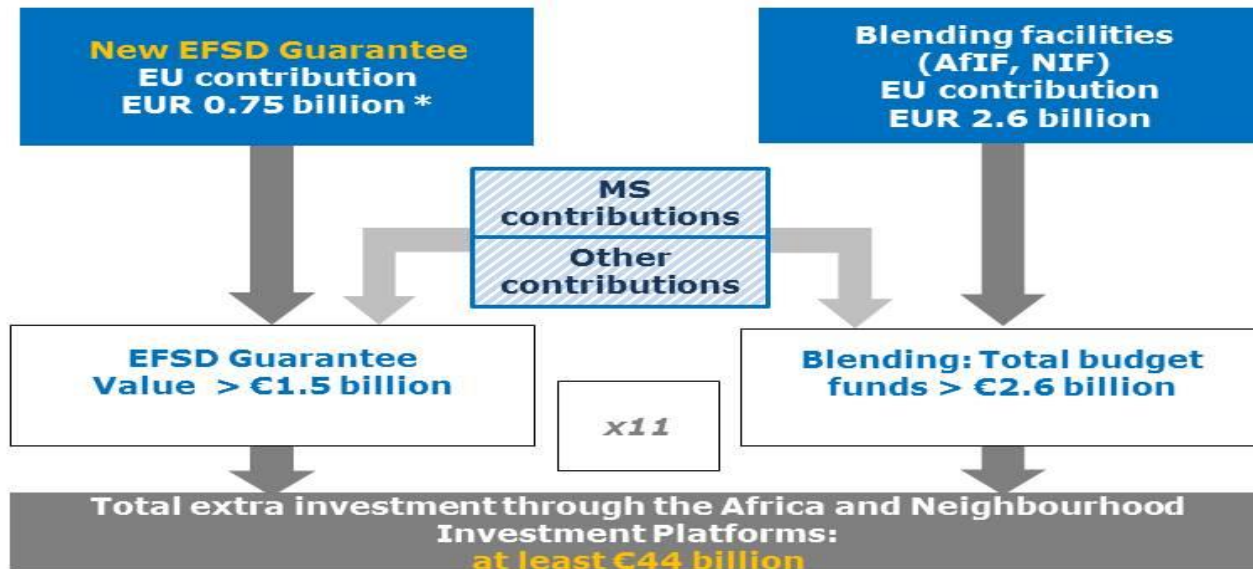 New EFSD Guarantee
EU contribution
EUR 0.75 billion *
Blending facilities
(AfIF, NIF)
EU contribution
EUR 2.6 billion
MS
contributions
Other
contributions
EFSD Guarantee
Value > €1.5 billion
Blending: Total budget
funds > €2.6 billion
x11
Total extra investment through the Africa and Neighbourhood
Investment Platforms:
at least €44 billion